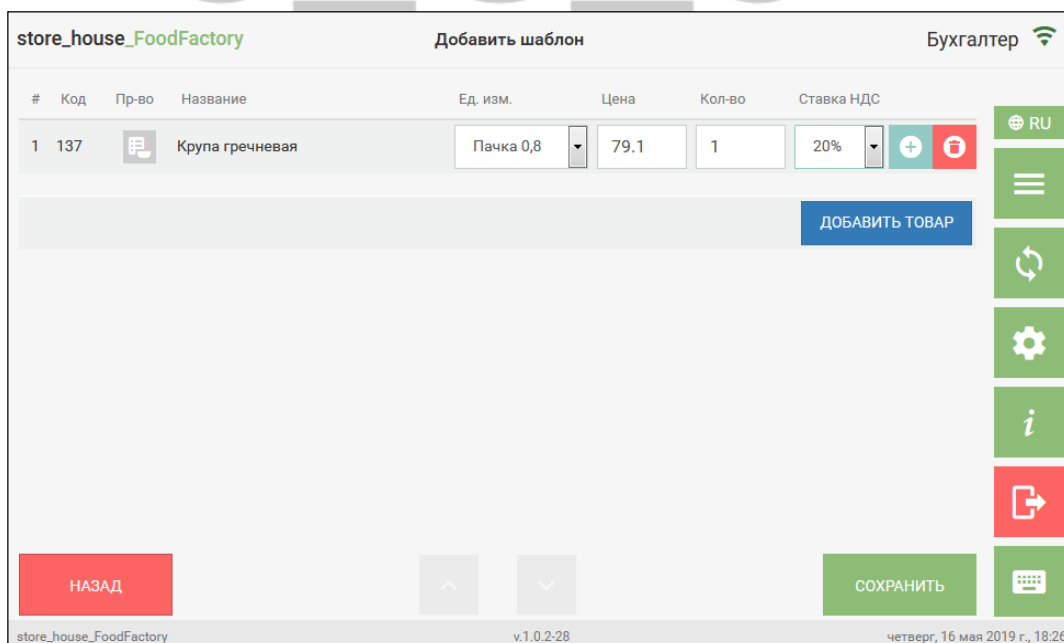 store_house_FoodFactory Добавить шаблон Бухгалтер
# Код Пр-во Название Ед. изм. Цена Кол-во Ставка НДС
RU
1 137 Крупа гречневая Пачка 0,8 79.1 1 20%
ДОБАВИТЬ ТОВАР
i
НАЗАД СОХРАНИТЬ
store_house_FoodFactory v.1.0.2-28 четверг, 16 мая 2019 г., 18:2